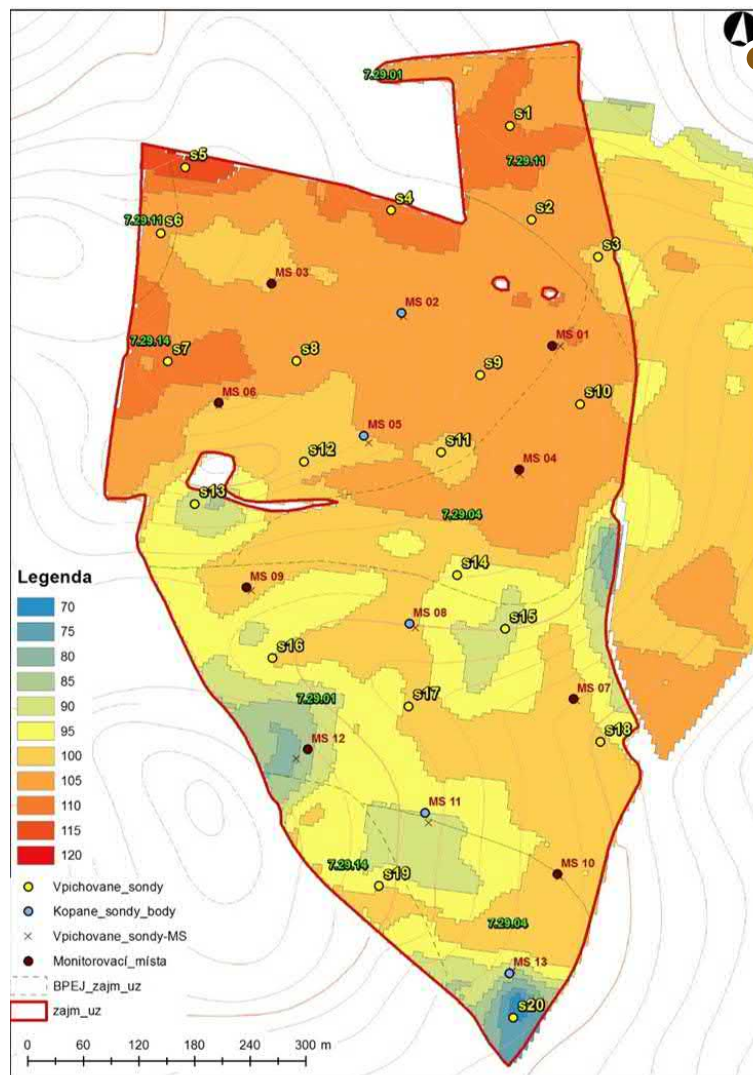 7.29.01
s1
7.29.11
s5
s4
s2
7.29.11
s6
s3
MS 03
MS 02
7.29.14
MS 01
s7
s8
s9
MS 06
s10
MS 05
s11
s12
MS 04
s13
7.29.04
Legenda
70
75
80
85
90
95
100
105
110
115
120
s14
MS 09
MS 08
s15
s16
7.29.01
s17
MS 07
s18
MS 12
MS 11
7.29.14
s19
MS 10
7.29.04
MS 13
s20
Vpichovane_sondy
Kopane_sondy_body
Vpichovane_sondy-MS
Monitorovací_místa
BPEJ_zajm_uz
zajm_uz
0 60 120 180 240 300 m